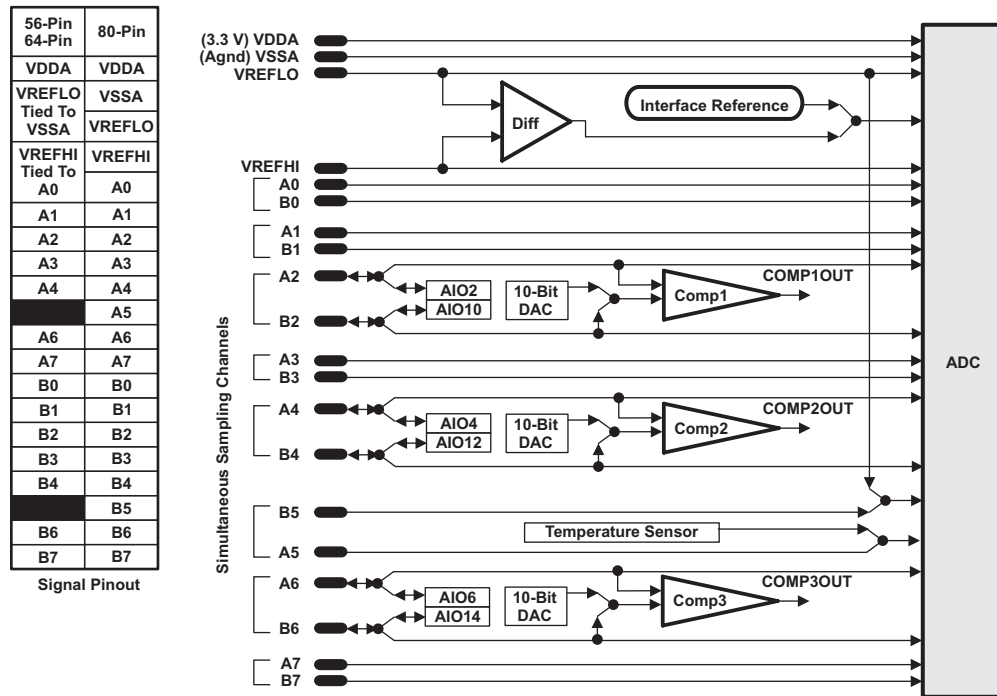 56-Pin
64-Pin
80-Pin
VDDA
VDDA
VREFLO
Tied To
VSSA
VSSA
VREFLO
VREFHI
Tied To
A0
VREFHI
A0
A1
A1
A2
A2
A3
A3
A4
A4
A5
A6
A6
A7
A7
B0
B0
B1
B1
B2
B2
B3
B3
B4
B4
B5
B6
B6
B7
B7
Signal Pinout
(3.3 V) VDDA
(Agnd) VSSA
VREFLO
Diff
Interface Reference
VREFHI
A0
B0
A1
B1
A2
B2
AIO2
AIO10
10-Bit
DAC
Comp1
COMP1OUT
A3
B3
A4
B4
AIO4
AIO12
10-Bit
DAC
Comp2
COMP2OUT
B5
Temperature Sensor
A5
A6
B6
AIO6
AIO14
10-Bit
DAC
Comp3
COMP3OUT
A7
B7
Simultaneous Sampling Channels
ADC